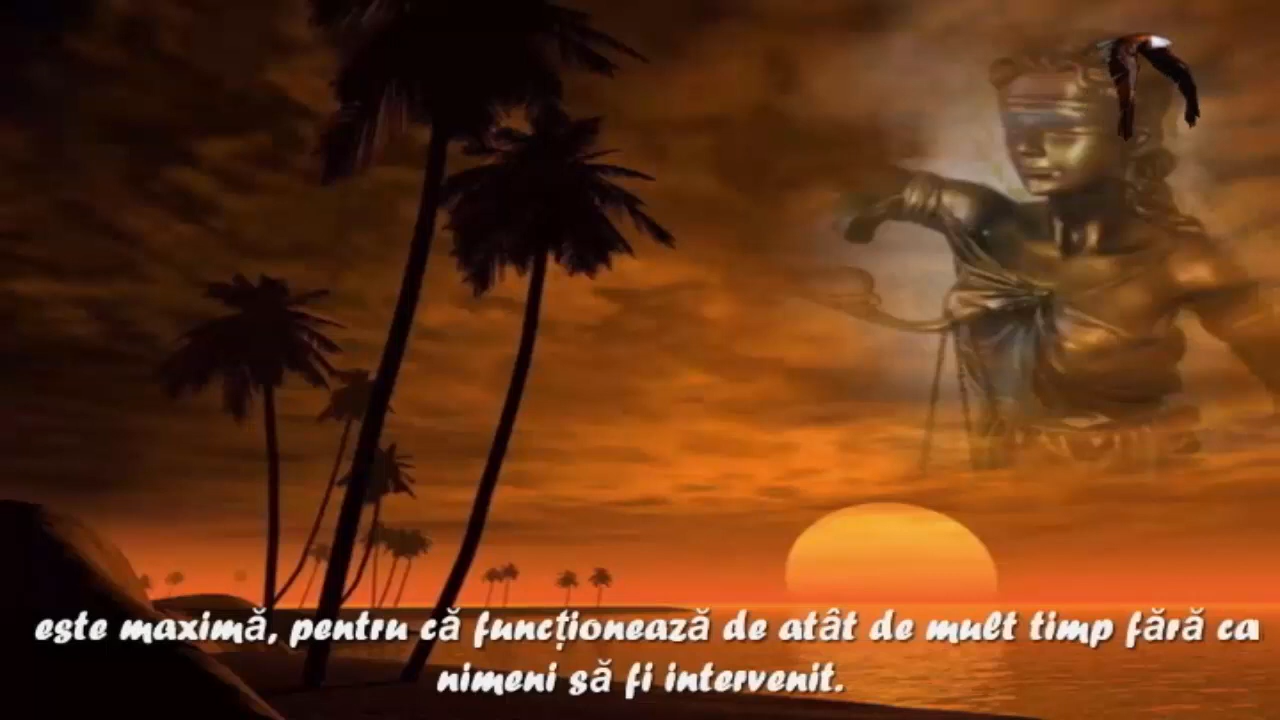 este maximă, pentru că funcționează de atât de mult timp fără ca
nimeni să fi intervenit.